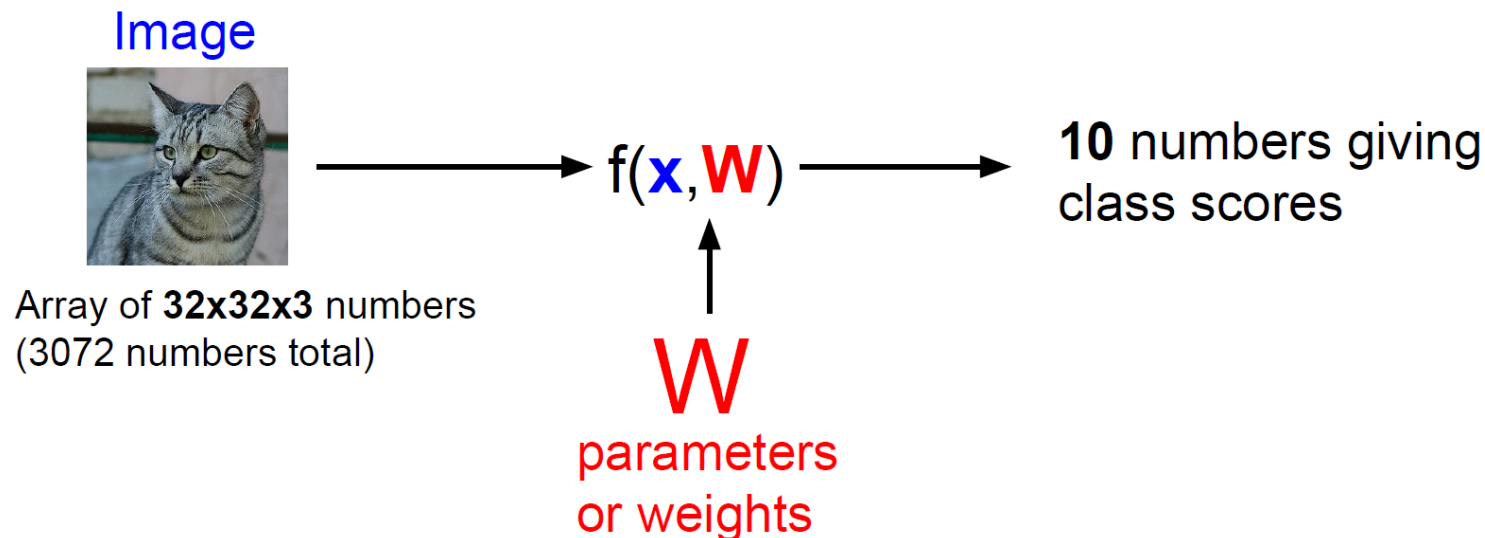 Image
Array of 32x32x3 numbers
(3072 numbers total)
f(x,W)
W
parameters
or weights
10 numbers giving
class scores